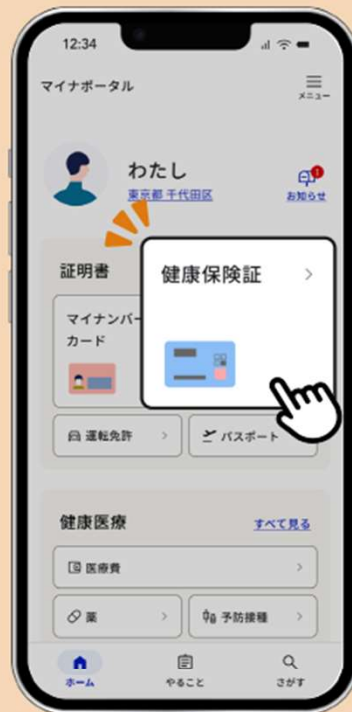 12:34
マイナポータル
メニュー
わたし
東京都 千代田区
お知らせ
1
証明書
健康保険証
マイナンバー
カード
運転免許
パスポート
健康医療
すべて見る
医療費
薬
予防接種
ホーム
やること
さがす